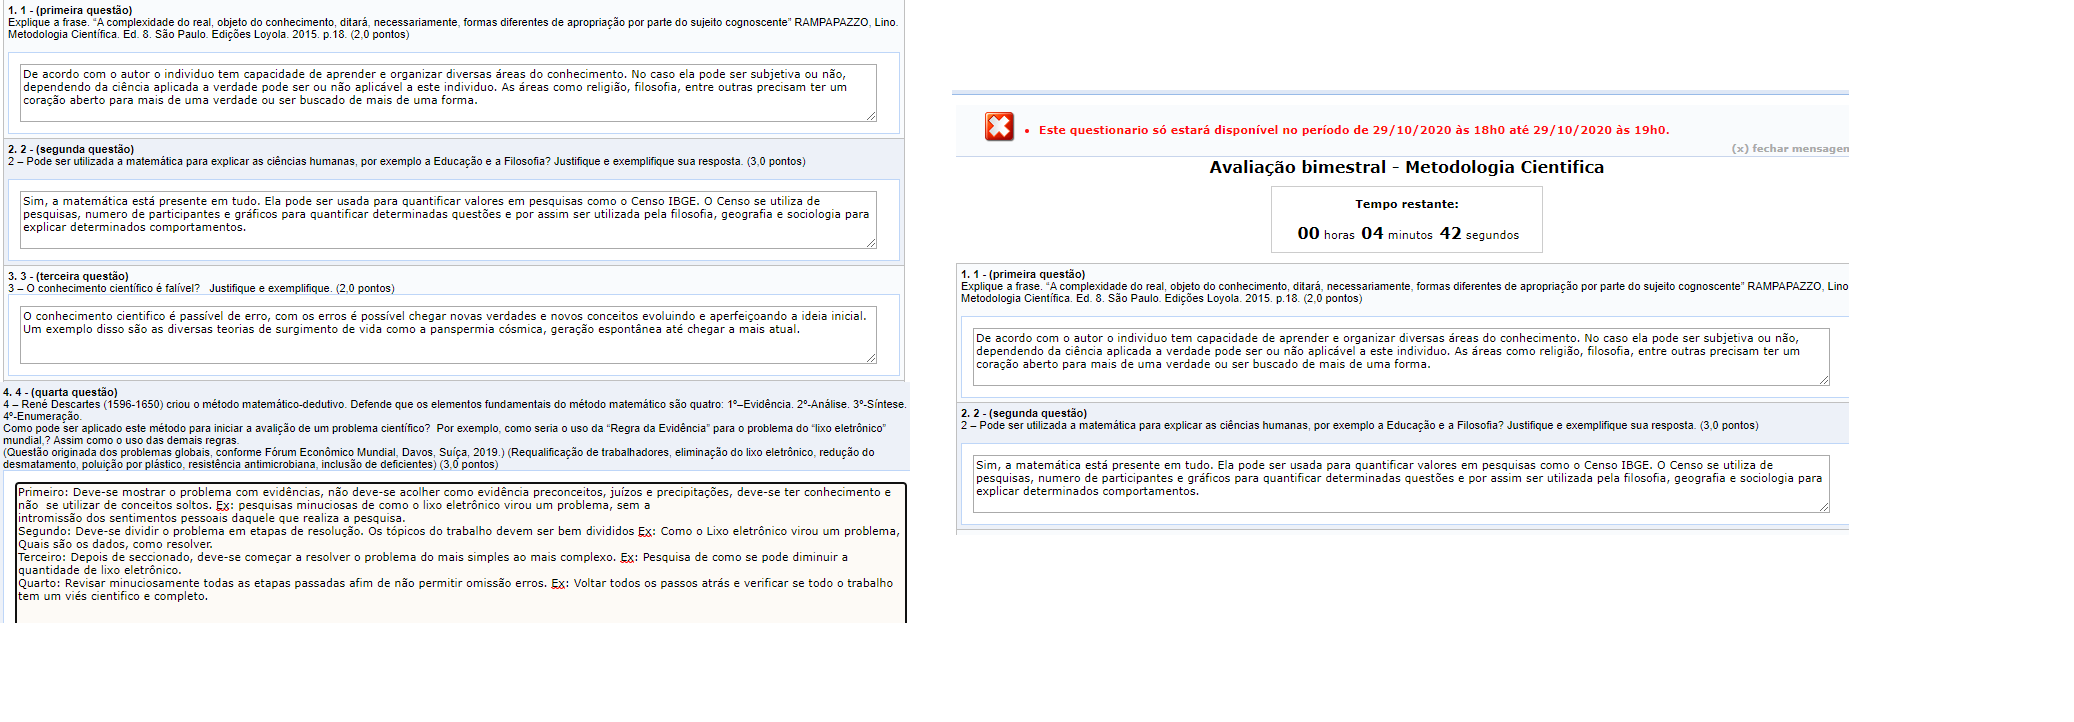 1. 1 - (primeira questão)
Explique a frase. “A complexidade do real, objeto do conhecimento, ditará, necessariamente, formas diferentes de apropriação por parte do sujeito cognoscente” RAMPAPAZZO, Lino.
Metodologia Científica. Ed. 8. São Paulo. Edições Loyola. 2015. p.18. (2,0 pontos)
De acordo com o autor o individuo tem capacidade de aprender e organizar diversas áreas do conhecimento. No caso ela pode ser subjetiva ou não,
dependendo da ciência aplicada a verdade pode ser ou não aplicável a este individuo. As áreas como religião, filosofia, entre outras precisam ter um
coração aberto para mais de uma verdade ou ser buscado de mais de uma forma.
2. 2 - (segunda questão)
2 – Pode ser utilizada a matemática para explicar as ciências humanas, por exemplo a Educação e a Filosofia? Justifique e exemplifique sua resposta. (3,0 pontos)
Sim, a matemática está presente em tudo. Ela pode ser usada para quantificar valores em pesquisas como o Censo IBGE. O Censo se utiliza de
pesquisas, numero de participantes e gráficos para quantificar determinadas questões e por assim ser utilizada pela filosofia, geografia e sociologia para
explicar determinados comportamentos.
3. 3 - (terceira questão)
3 – O conhecimento científico é falível? Justifique e exemplifique. (2,0 pontos)
O conhecimento cientifico é passível de erro, com os erros é possível chegar novas verdades e novos conceitos evoluindo e aperfeiçoando a ideia inicial.
Um exemplo disso são as diversas teorias de surgimento de vida como a panspermia cósmica, geração espontânea até chegar a mais atual.
4. 4 - (quarta questão)
4 – René Descartes (1596-1650) criou o método matemático-dedutivo. Defende que os elementos fundamentais do método matemático são quatro: 1º–Evidência. 2º-Análise. 3º-Síntese.
4º-Enumeração.
Como pode ser aplicado este método para iniciar a avalição de um problema científico? Por exemplo, como seria o uso da “Regra da Evidência” para o problema do “lixo eletrônico”
mundial,? Assim como o uso das demais regras.
(Questão originada dos problemas globais, conforme Fórum Econômico Mundial, Davos, Suíça, 2019.) (Requalificação de trabalhadores, eliminação do lixo eletrônico, redução do
desmatamento, poluição por plástico, resistência antimicrobiana, inclusão de deficientes) (3,0 pontos)
Primeiro: Deve-se mostrar o problema com evidências, não deve-se acolher como evidência preconceitos, juízos e precipitações, deve-se ter conhecimento e
não se utilizar de conceitos soltos. Ex: pesquisas minuciosas de como o lixo eletrônico virou um problema, sem a
intromissão dos sentimentos pessoais daquele que realiza a pesquisa.
Segundo: Deve-se dividir o problema em etapas de resolução. Os tópicos do trabalho devem ser bem divididos Ex: Como o Lixo eletrônico virou um problema,
Quais são os dados, como resolver.
Terceiro: Depois de seccionado, deve-se começar a resolver o problema do mais simples ao mais complexo. Ex: Pesquisa de como se pode diminuir a
quantidade de lixo eletrônico.
Quarto: Revisar minuciosamente todas as etapas passadas afim de não permitir omissão erros. Ex: Voltar todos os passos atrás e verificar se todo o trabalho
tem um viés cientifico e completo.
Este questionario só estará disponível no período de 29/10/2020 às 18h0 até 29/10/2020 às 19h0.
(x) fechar mensagen
Avaliação bimestral - Metodologia Cientifica
Tempo restante:
00 horas 04 minutos 42 segundos
1. 1 - (primeira questão)
Explique a frase. “A complexidade do real, objeto do conhecimento, ditará, necessariamente, formas diferentes de apropriação por parte do sujeito cognoscente” RAMPAPAZZO, Lino
Metodologia Científica. Ed. 8. São Paulo. Edições Loyola. 2015. p.18. (2,0 pontos)
De acordo com o autor o individuo tem capacidade de aprender e organizar diversas áreas do conhecimento. No caso ela pode ser subjetiva ou não,
dependendo da ciência aplicada a verdade pode ser ou não aplicável a este individuo. As áreas como religião, filosofia, entre outras precisam ter um
coração aberto para mais de uma verdade ou ser buscado de mais de uma forma.
2. 2 - (segunda questão)
2 – Pode ser utilizada a matemática para explicar as ciências humanas, por exemplo a Educação e a Filosofia? Justifique e exemplifique sua resposta. (3,0 pontos)
Sim, a matemática está presente em tudo. Ela pode ser usada para quantificar valores em pesquisas como o Censo IBGE. O Censo se utiliza de
pesquisas, numero de participantes e gráficos para quantificar determinadas questões e por assim ser utilizada pela filosofia, geografia e sociologia para
explicar determinados comportamentos.